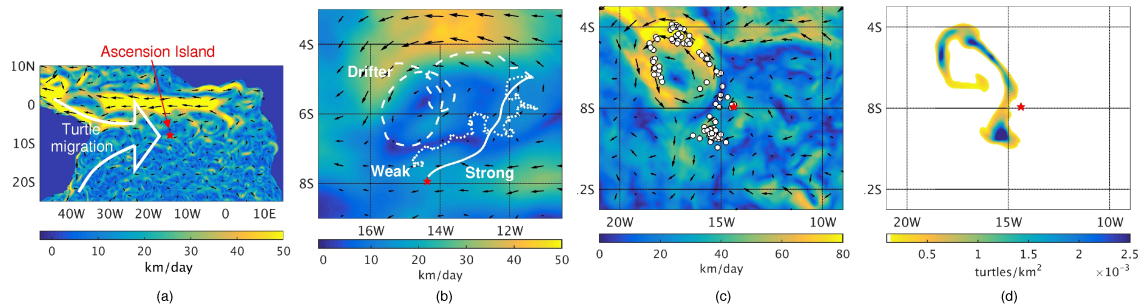 Ascension Island
10N
0
10S
20S
Turtle
migration
40W
30W
20W
10W
0
10E
0
10
20
30
40
50
km/day
(a)
4S
6S
8S
Drifter
Weak
Strong
16W
14W
12W
0
10
20
30
40
50
km/day
(b)
4S
8S
2S
20W
15W
10W
0
20
40
60
80
km/day
(c)
4S
8S
.2S
20W
15W
10W
0.5
1
1.5
2
2.5
turtles/km²
×10⁻³
(d)